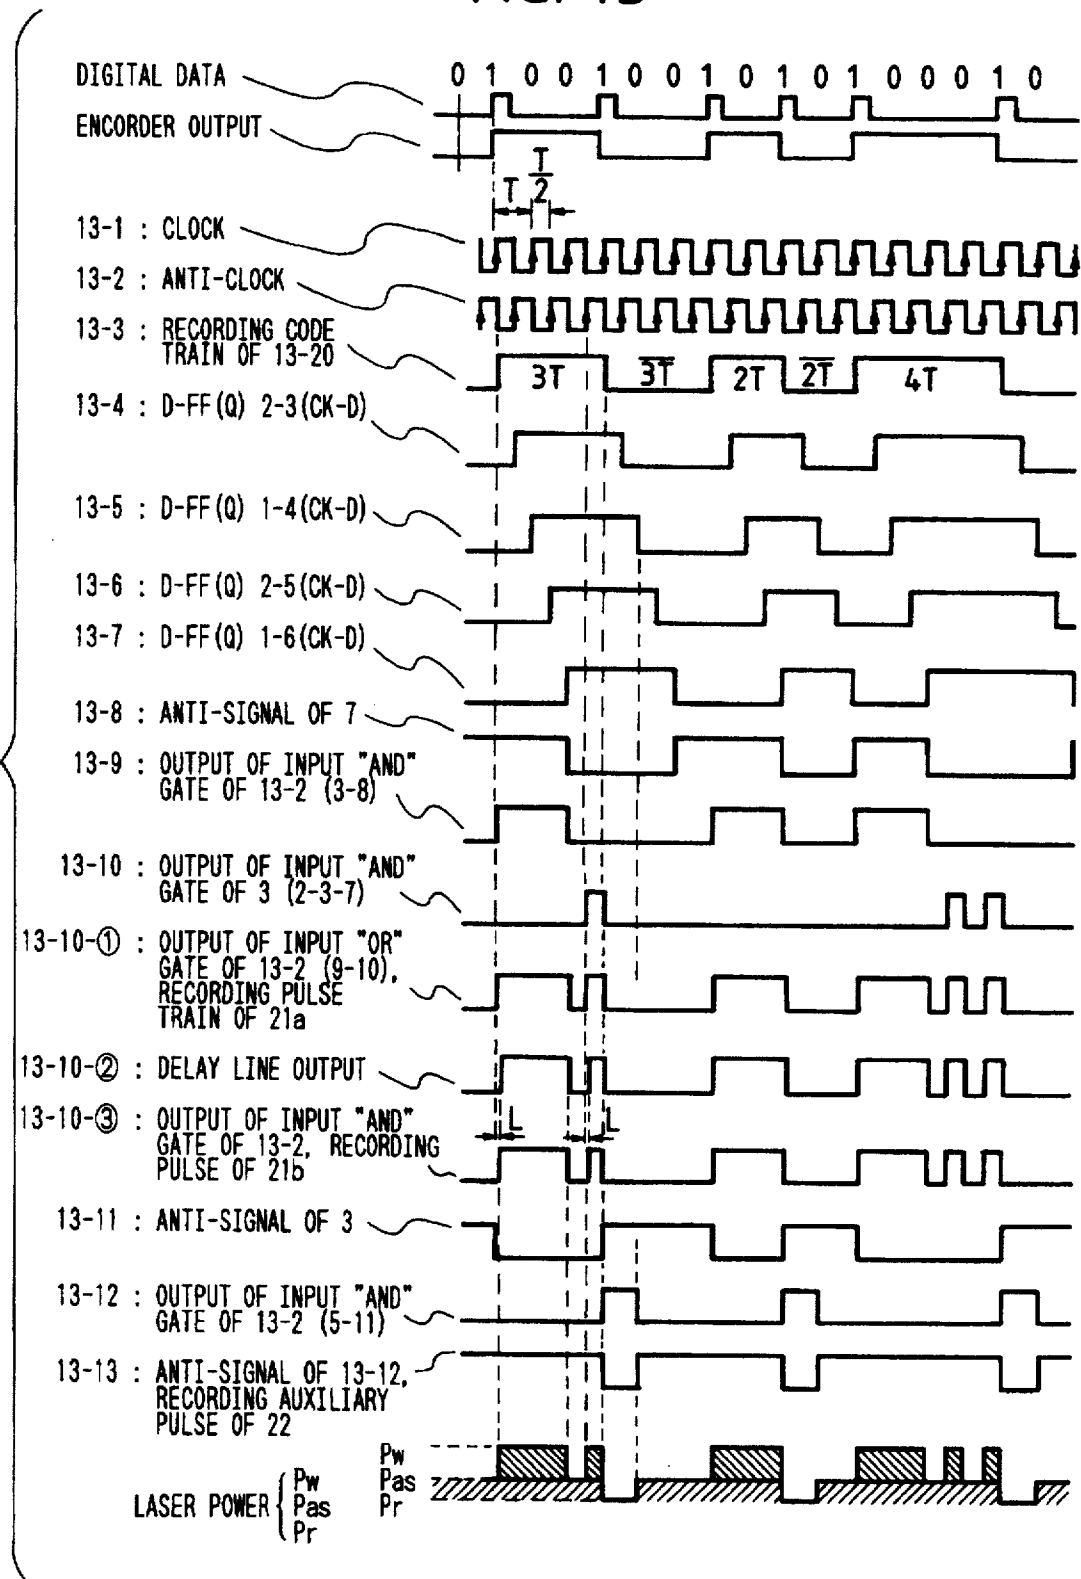 DIGITAL DATA
0 1 0 0 1 0 0 1 0 1 0 1 0 0 0 1 0
ENCORDER OUTPUT
T T/2
13-1 : CLOCK
13-2 : ANTI-CLOCK
13-3 : RECORDING CODE
TRAIN OF 13-20
3T 3T̅ 2T 2T̅ 4T
13-4 : D-FF(Q) 2-3(CK-D)
13-5 : D-FF(Q) 1-4(CK-D)
13-6 : D-FF(Q) 2-5(CK-D)
13-7 : D-FF(Q) 1-6(CK-D)
13-8 : ANTI-SIGNAL OF 7
13-9 : OUTPUT OF INPUT "AND"
GATE OF 13-2 (3-8)
13-10 : OUTPUT OF INPUT "AND"
GATE OF 3 (2-3-7)
13-10-① : OUTPUT OF INPUT "OR"
GATE OF 13-2 (9-10),
RECORDING PULSE
TRAIN OF 21a
13-10-② : DELAY LINE OUTPUT
L L
13-10-③ : OUTPUT OF INPUT "AND"
GATE OF 13-2, RECORDING
PULSE OF 21b
13-11 : ANTI-SIGNAL OF 3
13-12 : OUTPUT OF INPUT "AND"
GATE OF 13-2 (5-11)
13-13 : ANTI-SIGNAL OF 13-12,
RECORDING AUXILIARY
PULSE OF 22
LASER POWER
Pw
Pas
Pr
Pw
Pas
Pr